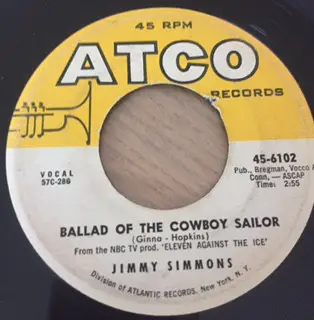 45 RPM
ATCO
RECORDS
VOCAL
57C-286
45-6102
Pub., Bregman, Vocco &
Conn, — ASCAP
Time: 2:55
BALLAD OF THE COWBOY SAILOR
(Ginna - Hopkins)
From the NBC TV prod. 'ELEVEN AGAINST THE ICE'
JIMMY SIMMONS
Division of ATLANTIC RECORDS, New York, N.Y.